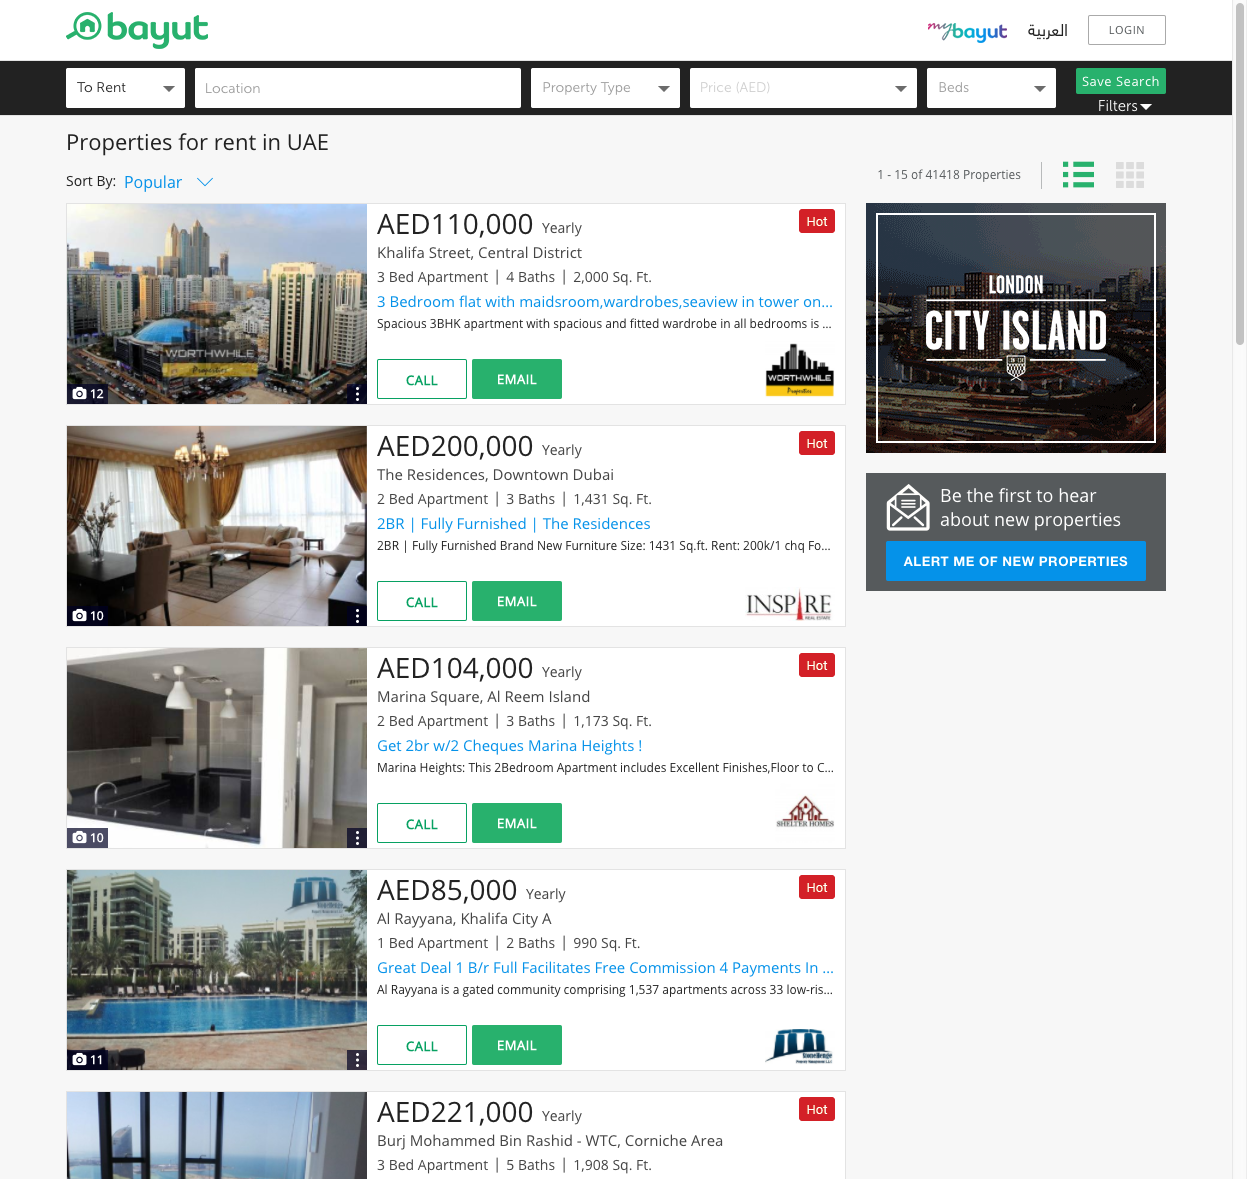 bayut
mybayut
العربية
LOGIN
To Rent
Location
Property Type
Price (AED)
Beds
Save Search
Filters
Properties for rent in UAE
Sort By: Popular
1 - 15 of 41418 Properties
AED110,000 Yearly
Hot
Khalifa Street, Central District
3 Bed Apartment | 4 Baths | 2,000 Sq. Ft.
3 Bedroom flat with maidsroom,wardrobes,seaview in tower on...
Spacious 3BHK apartment with spacious and fitted wardrobe in all bedrooms is ...
WORTHWHILE
Properties
12
CALL
EMAIL
WORTHWHILE
Properties
LONDON
CITY ISLAND
AED200,000 Yearly
Hot
The Residences, Downtown Dubai
2 Bed Apartment | 3 Baths | 1,431 Sq. Ft.
2BR | Fully Furnished | The Residences
2BR | Fully Furnished Brand New Furniture Size: 1431 Sq.ft. Rent: 200k/1 chq Fo...
10
CALL
EMAIL
INSPIRE
REAL ESTATE
Be the first to hear
about new properties
ALERT ME OF NEW PROPERTIES
AED104,000 Yearly
Hot
Marina Square, Al Reem Island
2 Bed Apartment | 3 Baths | 1,173 Sq. Ft.
Get 2br w/2 Cheques Marina Heights !
Marina Heights: This 2Bedroom Apartment includes Excellent Finishes,Floor to C...
10
CALL
EMAIL
SHELTER HOMES
AED85,000 Yearly
Hot
Al Rayyana, Khalifa City A
1 Bed Apartment | 2 Baths | 990 Sq. Ft.
Great Deal 1 B/r Full Facilitates Free Commission 4 Payments In ...
Al Rayyana is a gated community comprising 1,537 apartments across 33 low-ris...
11
CALL
EMAIL
StoneHenge
AED221,000 Yearly
Hot
Burj Mohammed Bin Rashid - WTC, Corniche Area
3 Bed Apartment | 5 Baths | 1,908 Sq. Ft.